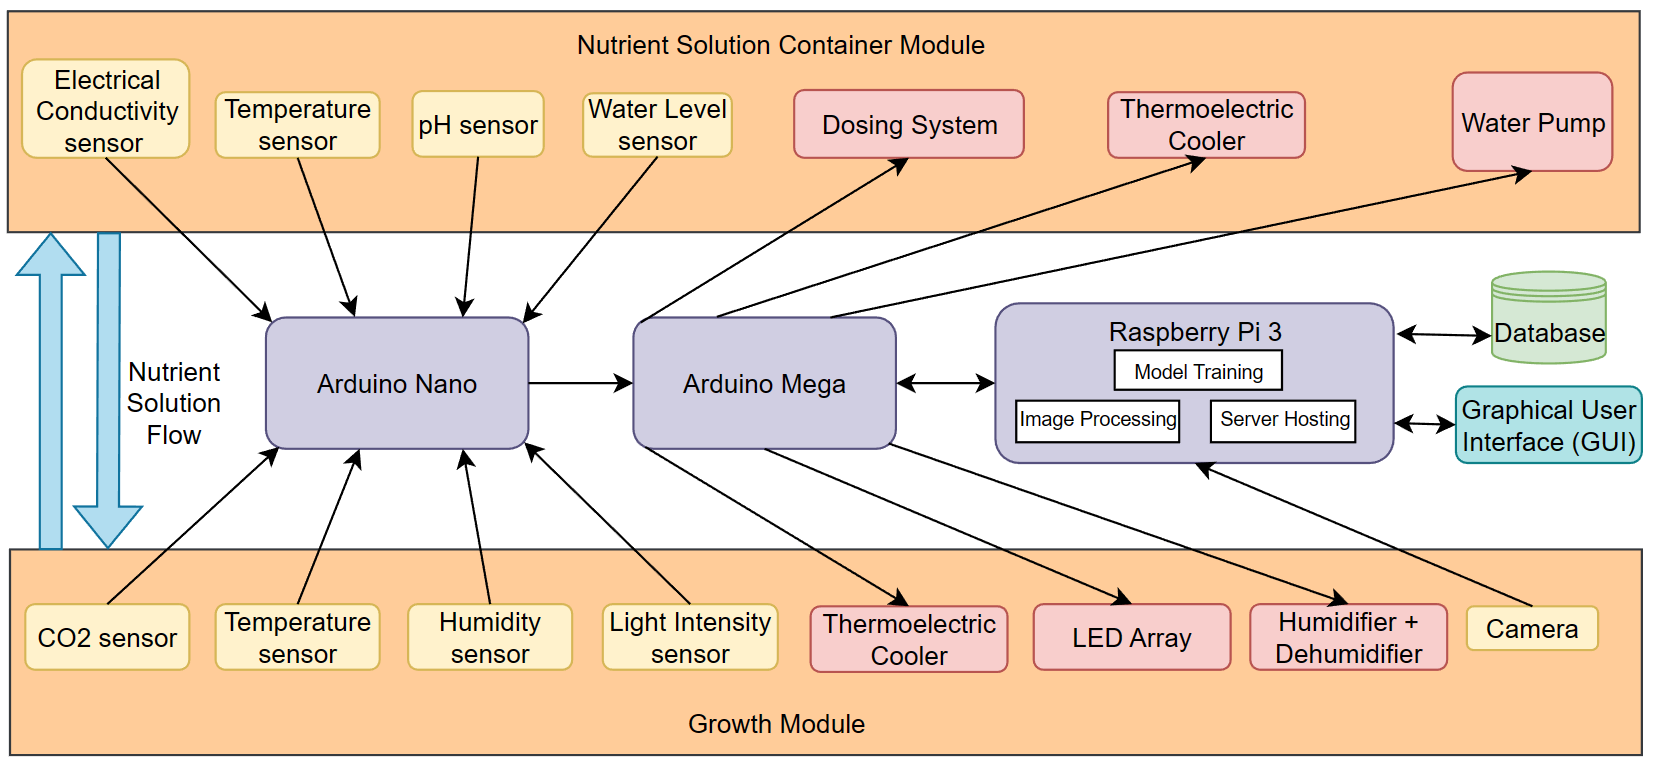 Nutrient Solution Container Module
Electrical
Conductivity
sensor
Temperature
sensor
pH sensor
Water Level
sensor
Dosing System
Thermoelectric
Cooler
Water Pump
Nutrient
Solution
Flow
Arduino Nano
Arduino Mega
Raspberry Pi 3
Model Training
Image Processing
Server Hosting
Database
Graphical User
Interface (GUI)
CO2 sensor
Temperature
sensor
Humidity
sensor
Light Intensity
sensor
Thermoelectric
Cooler
LED Array
Humidifier +
Dehumidifier
Camera
Growth Module